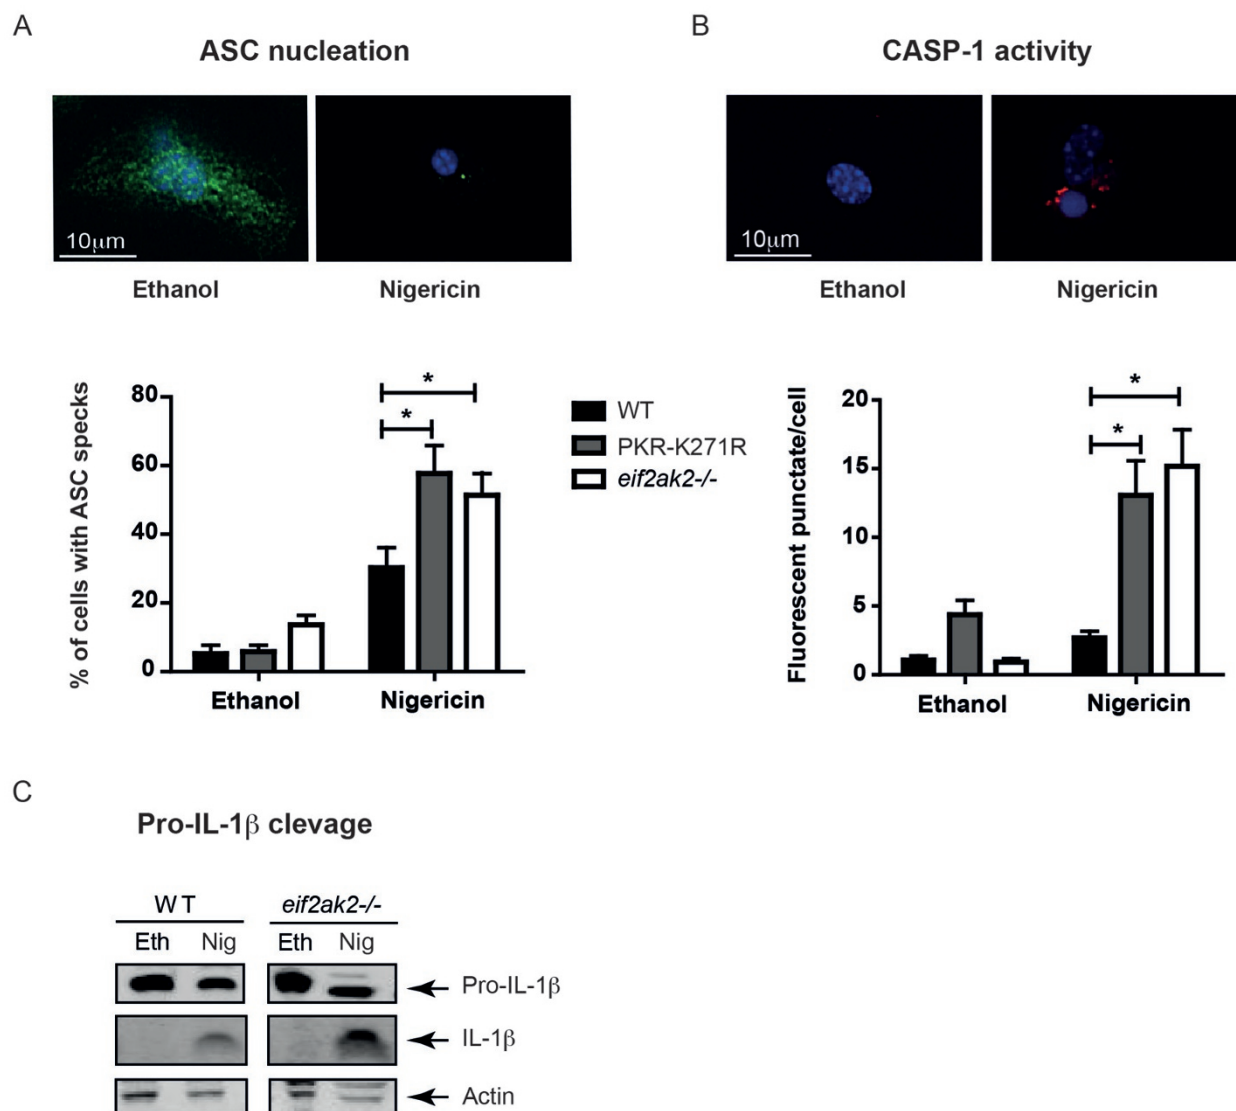 A
ASC nucleation
10μm
Ethanol
Nigericin
% of cells with ASC specks
80
60
40
20
0
*
*
Ethanol
Nigericin
WT
PKR-K271R
eif2ak2-/-
B
CASP-1 activity
10μm
Ethanol
Nigericin
Fluorescent punctate/cell
20
15
10
5
0
*
*
Ethanol
Nigericin
C
Pro-IL-1β clevage
WT
eif2ak2-/-
Eth Nig Eth Nig
Pro-IL-1β
IL-1β
Actin